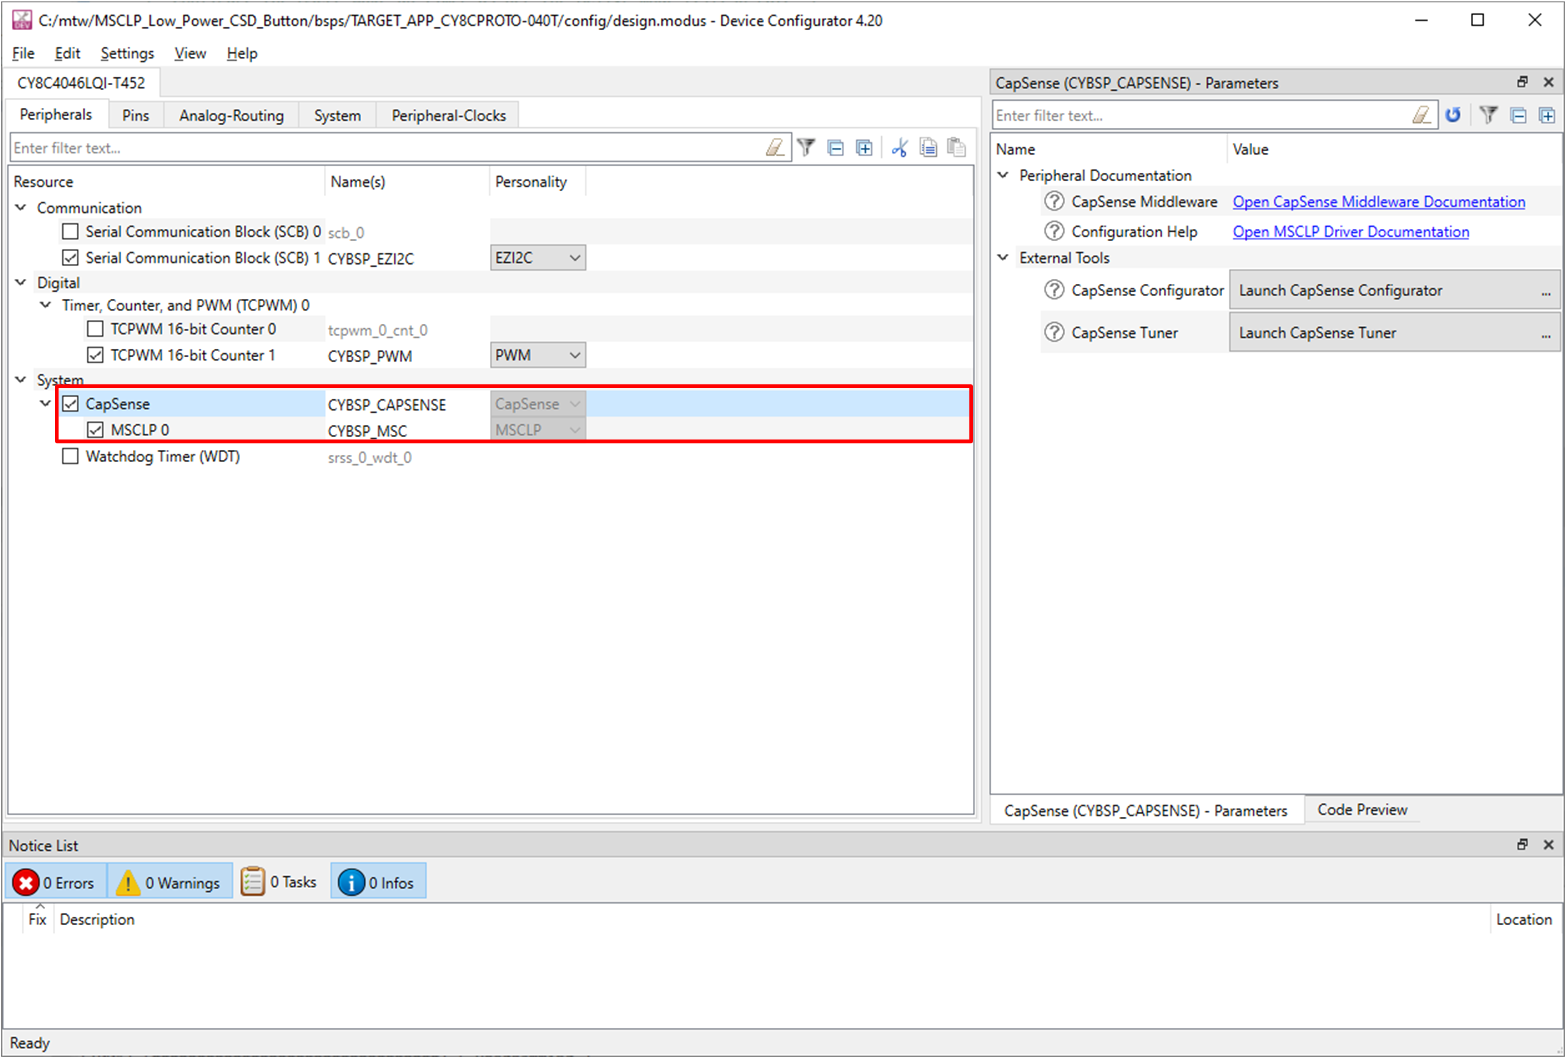 C:/mtw/MSCLP_Low_Power_CSD_Button/bsps/TARGET_APP_CY8CPROTO-040T/config/design.modus - Device Configurator 4.20
File Edit Settings View Help
CY8C4046LQI-T452
Peripherals Pins Analog-Routing System Peripheral-Clocks
Enter filter text...
Resource Name(s) Personality
Communication
Serial Communication Block (SCB) 0 scb_0
Serial Communication Block (SCB) 1 CYBSP_EZI2C EZI2C
Digital
Timer, Counter, and PWM (TCPWM) 0
TCPWM 16-bit Counter 0 tcpwm_0_cnt_0
TCPWM 16-bit Counter 1 CYBSP_PWM PWM
System
CapSense CYBSP_CAPSENSE CapSense
MSCLP 0 CYBSP_MSC MSCLP
Watchdog Timer (WDT) srss_0_wdt_0
CapSense (CYBSP_CAPSENSE) - Parameters
Enter filter text...
Name Value
Peripheral Documentation
CapSense Middleware Open CapSense Middleware Documentation
Configuration Help Open MSCLP Driver Documentation
External Tools
CapSense Configurator Launch CapSense Configurator ...
CapSense Tuner Launch CapSense Tuner ...
CapSense (CYBSP_CAPSENSE) - Parameters Code Preview
Notice List
0 Errors 0 Warnings 0 Tasks 0 Infos
Fix Description Location
Ready